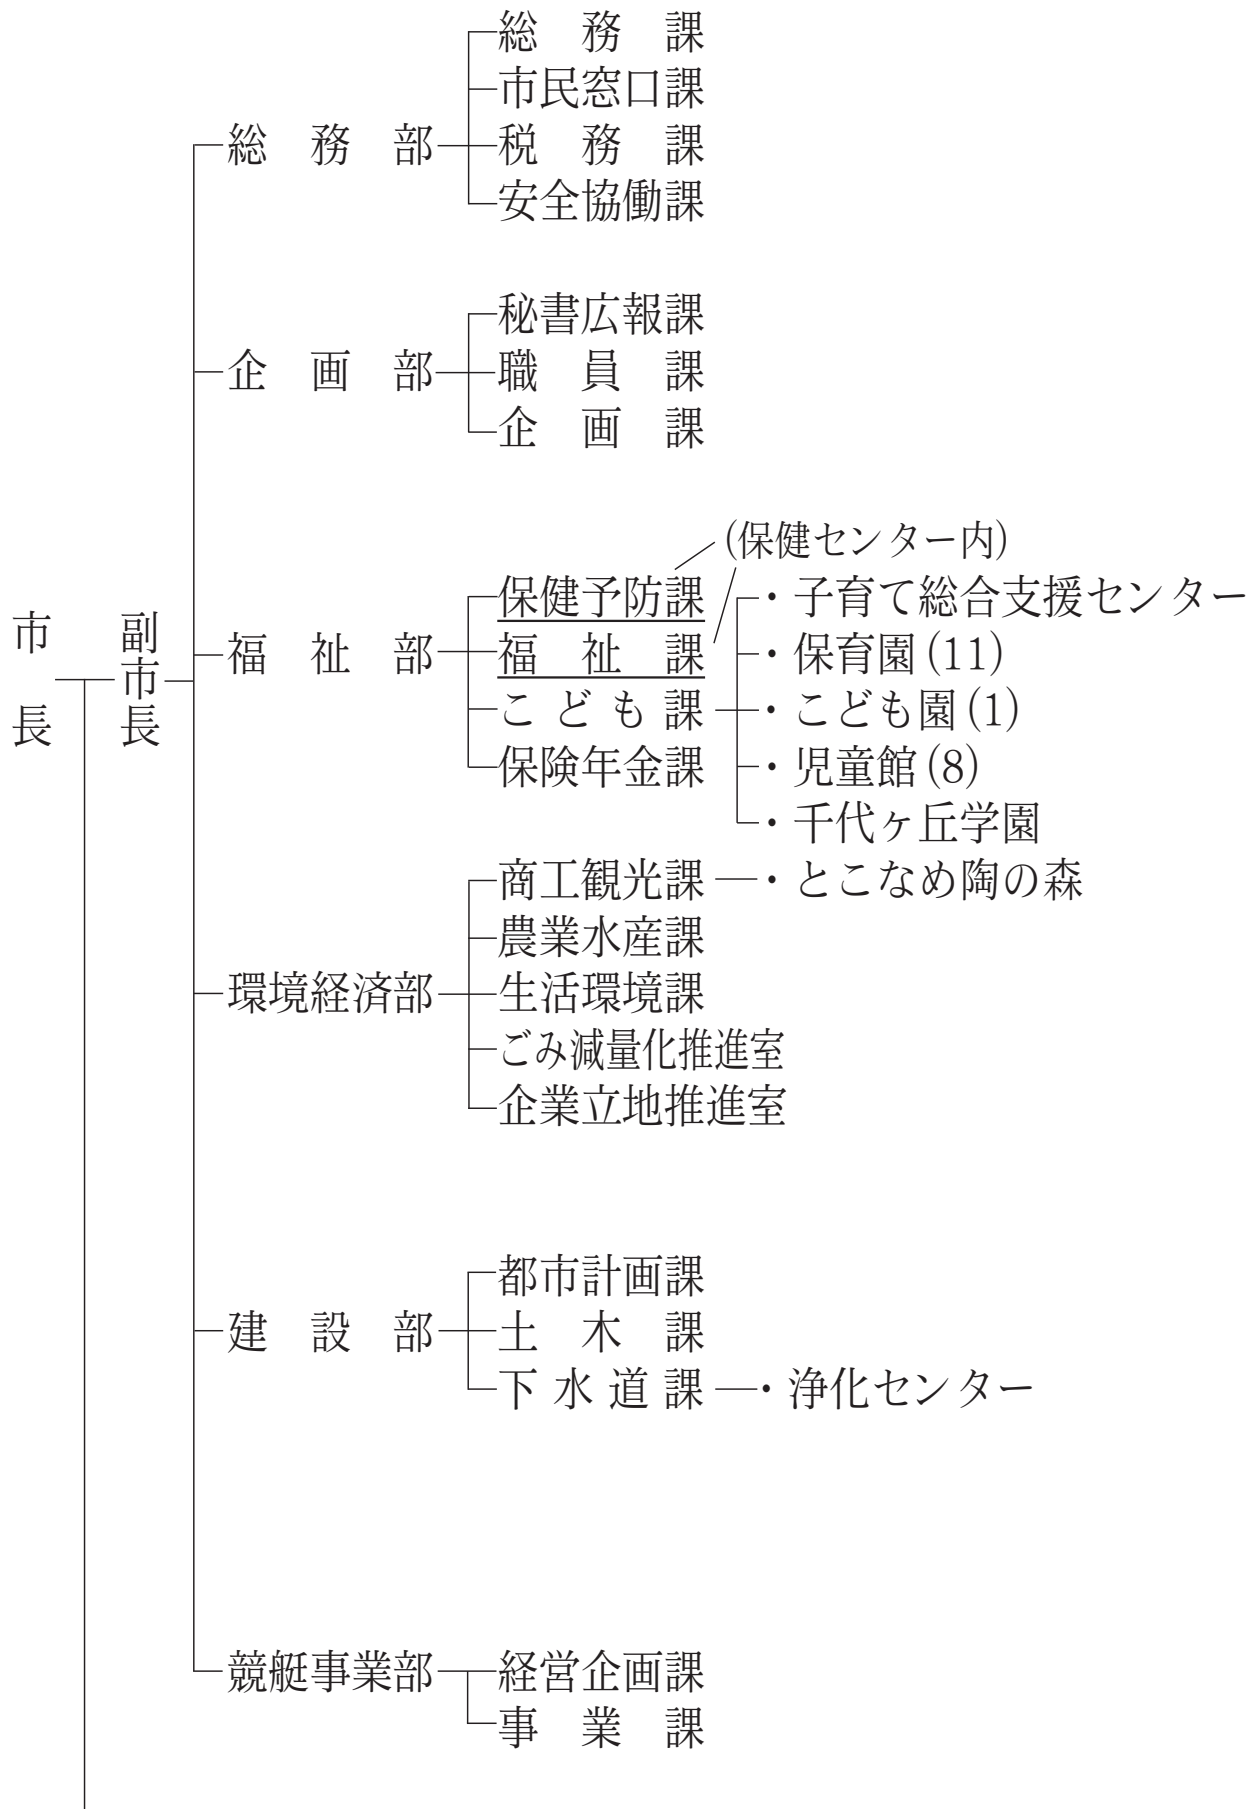 市長
副市長
総務部
総務課
市民窓口課
税務課
安全協働課
企画部
秘書広報課
職員課
企画課
福祉部
(保健センター内)
保健予防課
福祉課
こども課
保険年金課
・子育て総合支援センター
・保育園(11)
・こども園(1)
・児童館(8)
・千代ヶ丘学園
環境経済部
商工観光課
・とこなめ陶の森
農業水産課
生活環境課
ごみ減量化推進室
企業立地推進室
建設部
都市計画課
土木課
下水道課
・浄化センター
競艇事業部
経営企画課
事業課